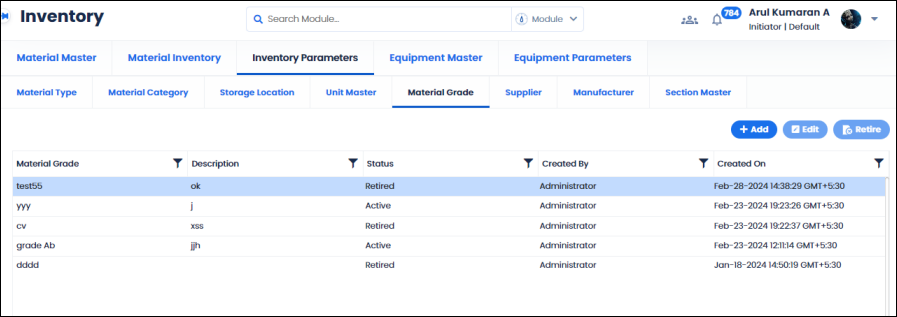 Inventory
Search Module...
Module
784
Arul Kumaran A
Initiator | Default
Material Master Material Inventory Inventory Parameters Equipment Master Equipment Parameters
Material Type Material Category Storage Location Unit Master Material Grade Supplier Manufacturer Section Master
+ Add Edit Retire
Material Grade Description Status Created By Created On
test55 ok Retired Administrator Feb-28-2024 14:38:29 GMT+5:30
yyy j Active Administrator Feb-23-2024 19:23:26 GMT+5:30
cv xss Retired Administrator Feb-23-2024 19:22:37 GMT+5:30
grade Ab jjh Active Administrator Feb-23-2024 12:11:14 GMT+5:30
dddd Retired Administrator Jan-18-2024 14:50:19 GMT+5:30